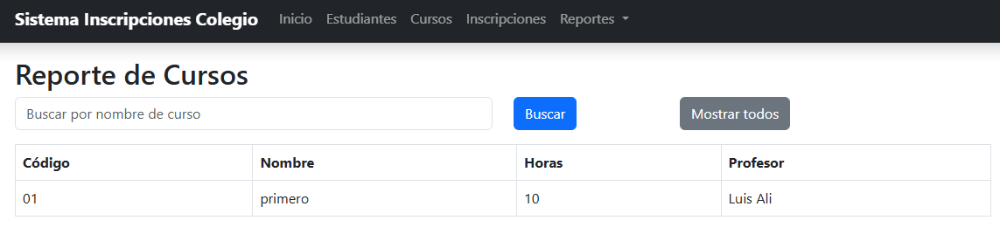 Sistema Inscripciones Colegio Inicio Estudiantes Cursos Inscripciones Reportes
Reporte de Cursos
Buscar por nombre de curso Buscar Mostrar todos
Código Nombre Horas Profesor
01 primero 10 Luis Ali